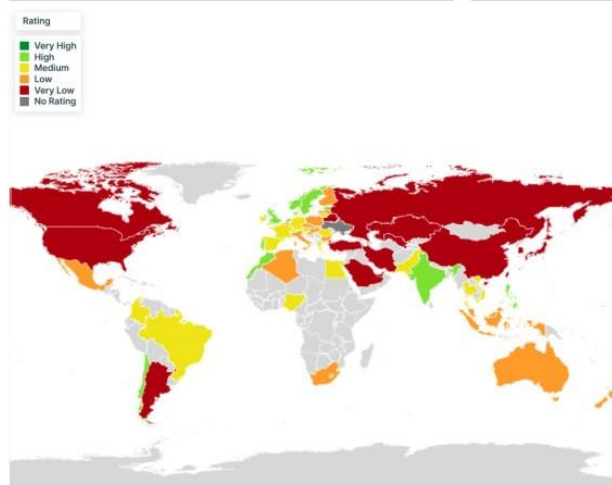 Rating
Very High
High
Medium
Low
Very Low
No Rating